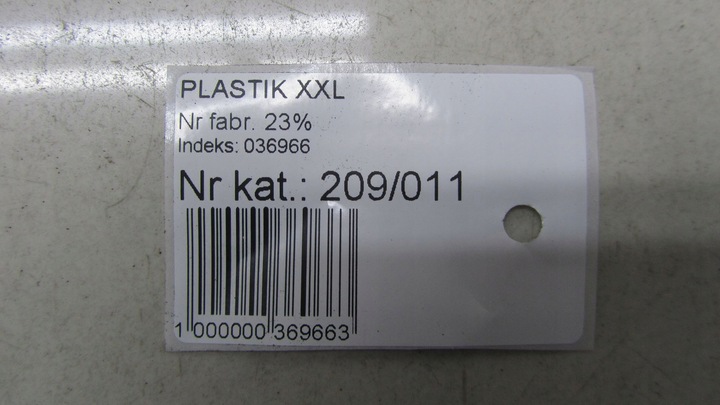 PLASTIK XXL
Nr fabr. 23%
Indeks: 036966
Nr kat.: 209/011
1 000000 369663